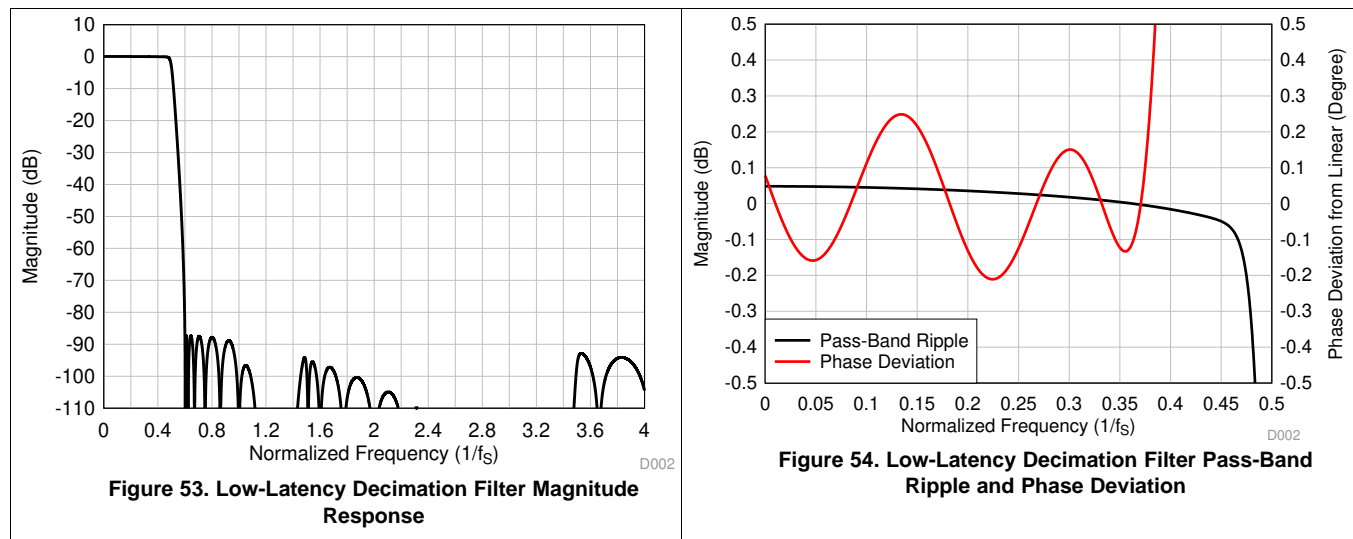 10
0
-10
-20
-30
-40
-50
-60
-70
-80
-90
-100
-110
Magnitude (dB)
0 0.4 0.8 1.2 1.6 2 2.4 2.8 3.2 3.6 4
Normalized Frequency (1/fS)
D002
Figure 53. Low-Latency Decimation Filter Magnitude
Response
0.5
0.4
0.3
0.2
0.1
0
-0.1
-0.2
-0.3
-0.4
-0.5
Magnitude (dB)
Pass-Band Ripple
Phase Deviation
0.5
0.4
0.3
0.2
0.1
0
-0.1
-0.2
-0.3
-0.4
-0.5
Phase Deviation from Linear (Degree)
0 0.05 0.1 0.15 0.2 0.25 0.3 0.35 0.4 0.45 0.5
Normalized Frequency (1/fS)
D002
Figure 54. Low-Latency Decimation Filter Pass-Band
Ripple and Phase Deviation